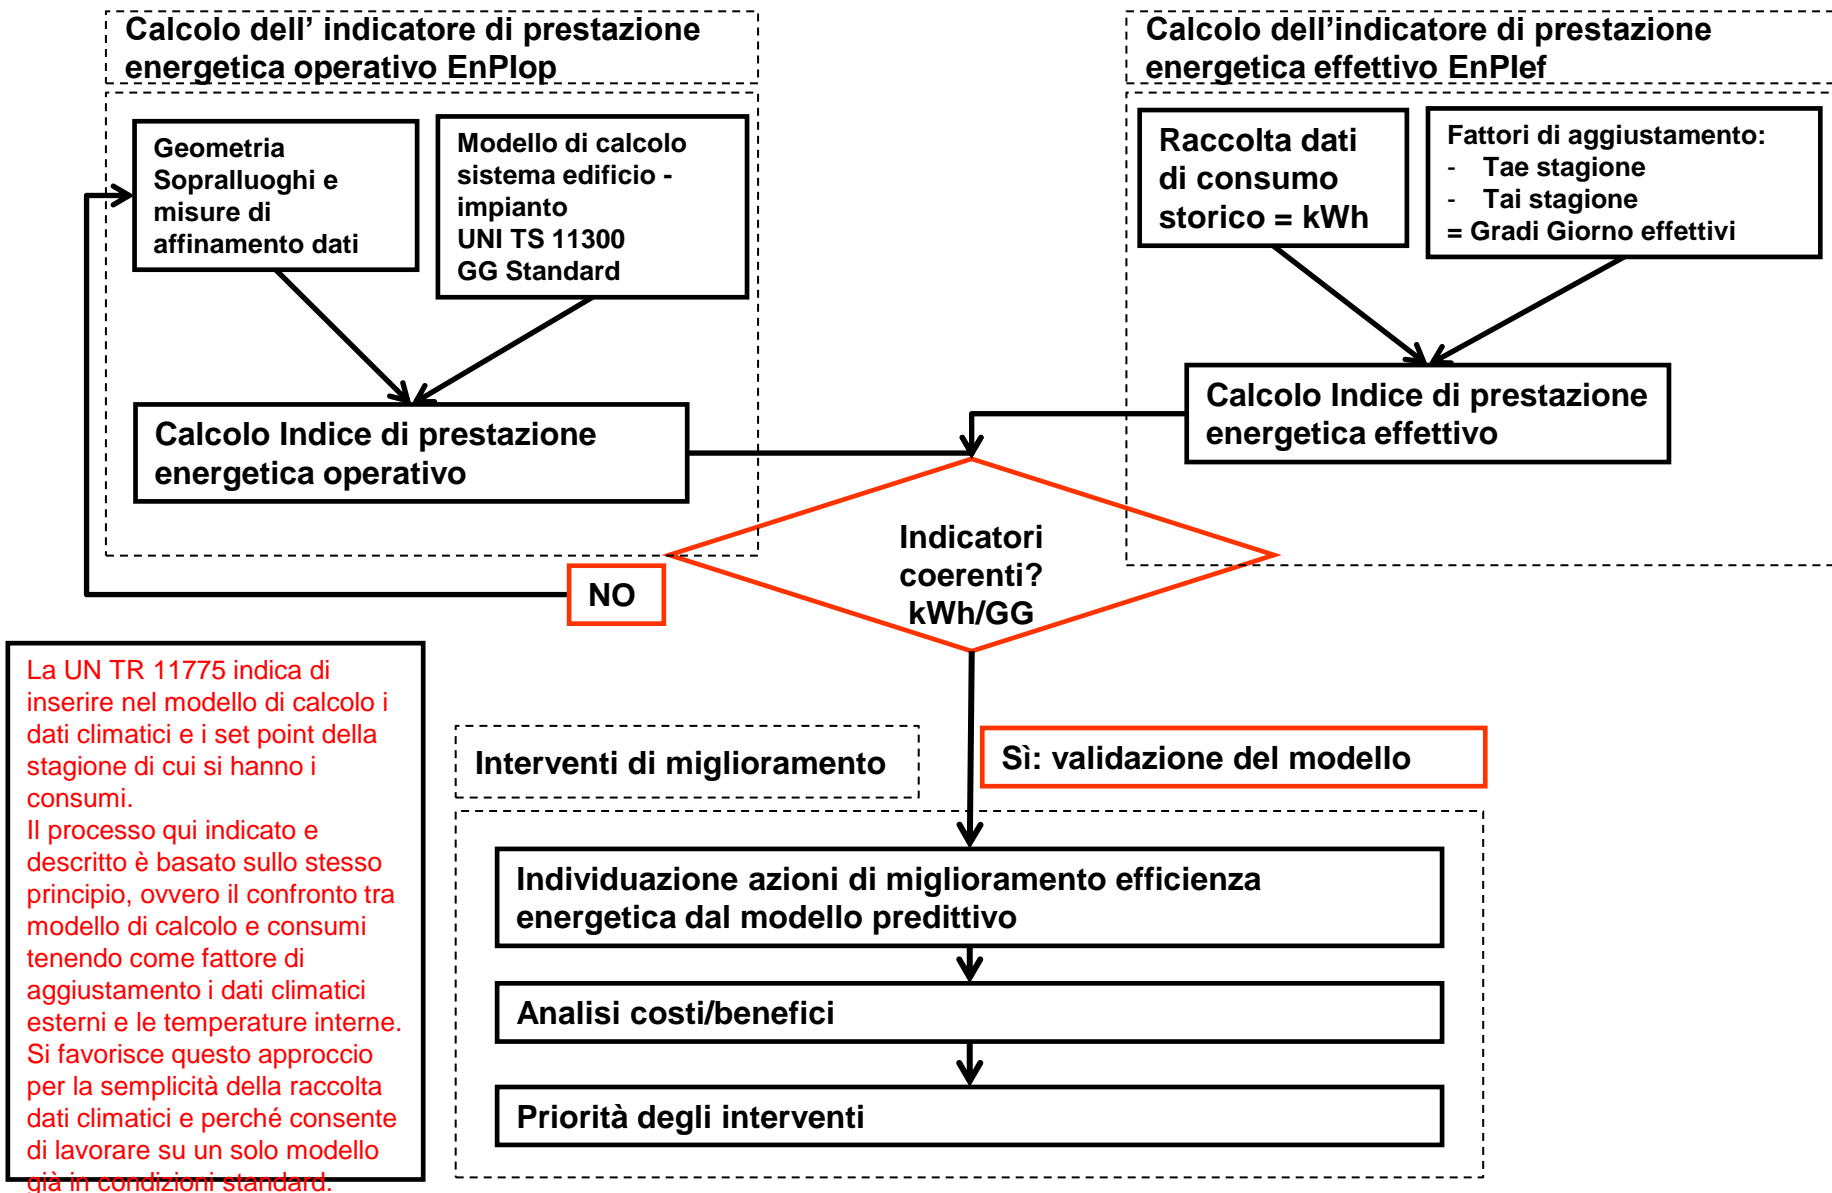 Calcolo dell' indicatore di prestazione
energetica operativo EnPIop
Calcolo dell'indicatore di prestazione
energetica effettivo EnPIef
Geometria
Sopralluoghi e
misure di
affinamento dati
Modello di calcolo
sistema edificio -
impianto
UNI TS 11300
GG Standard
Raccolta dati
di consumo
storico = kWh
Fattori di aggiustamento:
- Tae stagione
- Tai stagione
= Gradi Giorno effettivi
Calcolo Indice di prestazione
energetica operativo
Calcolo Indice di prestazione
energetica effettivo
Indicatori
coerenti?
kWh/GG
NO
La UN TR 11775 indica di
inserire nel modello di calcolo i
dati climatici e i set point della
stagione di cui si hanno i
consumi.
Il processo qui indicato e
descritto è basato sullo stesso
principio, ovvero il confronto tra
modello di calcolo e consumi
tenendo come fattore di
aggiustamento i dati climatici
esterni e le temperature interne.
Si favorisce questo approccio
per la semplicità della raccolta
dati climatici e perché consente
di lavorare su un solo modello
già in condizioni standard.
Interventi di miglioramento
Sì: validazione del modello
Individuazione azioni di miglioramento efficienza
energetica dal modello predittivo
Analisi costi/benefici
Priorità degli interventi